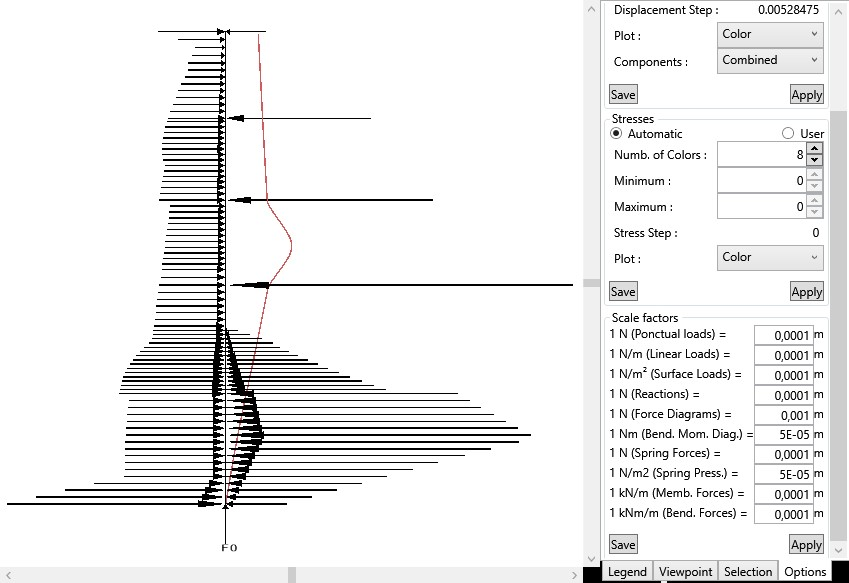 Displacement Step : 0.00528475
Plot : Color
Components : Combined
Save Apply
Stresses
Automatic User
Numb. of Colors : 8
Minimum : 0
Maximum : 0
Stress Step : 0
Plot : Color
Save Apply
Scale factors
1 N (Ponctual loads) = 0,0001 m
1 N/m (Linear Loads) = 0,0001 m
1 N/m² (Surface Loads) = 0,0001 m
1 N (Reactions) = 0,0001 m
1 N (Force Diagrams) = 0,001 m
1 Nm (Bend. Mom. Diag.) = 5E-05 m
1 N (Spring Forces) = 0,0001 m
1 N/m2 (Spring Press.) = 5E-05 m
1 kN/m (Memb. Forces) = 0,0001 m
1 kNm/m (Bend. Forces) = 0,0001 m
Save Apply
Legend Viewpoint Selection Options